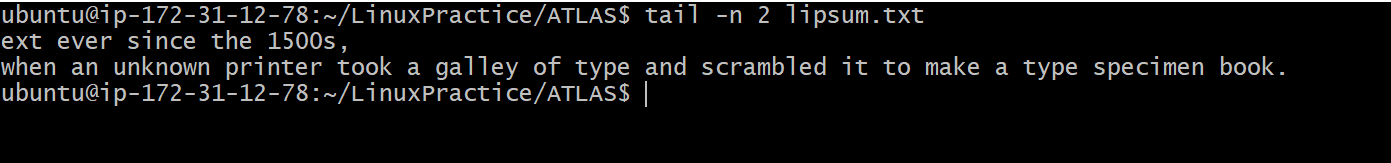 ubuntu@ip-172-31-12-78:~/LinuxPractice/ATLAS$ tail -n 2 lipsum.txt
ext ever since the 1500s,
when an unknown printer took a galley of type and scrambled it to make a type specimen book.
ubuntu@ip-172-31-12-78:~/LinuxPractice/ATLAS$